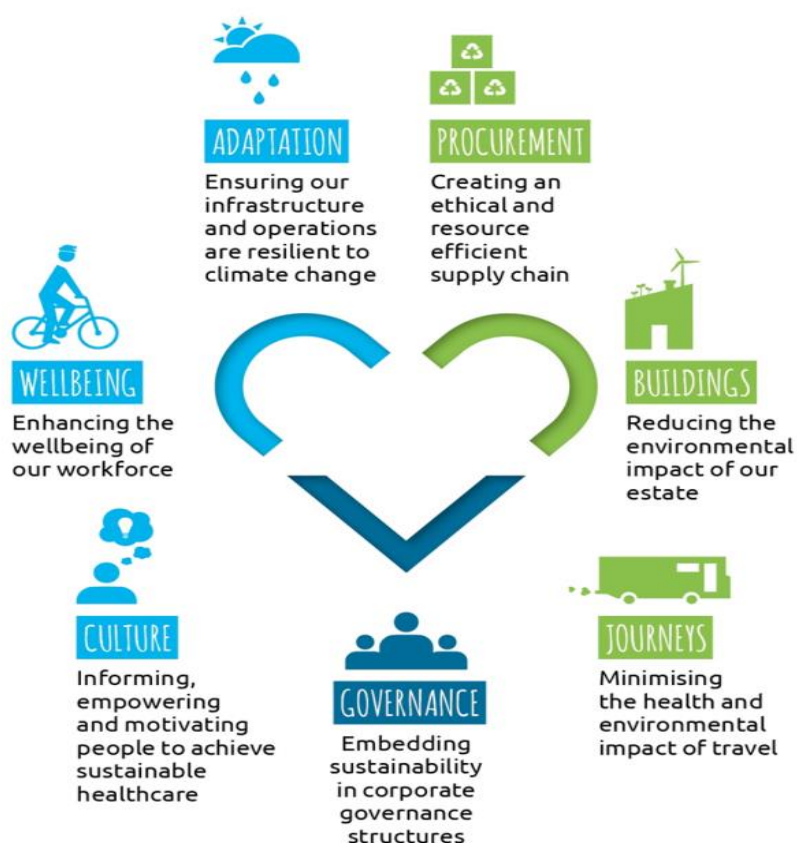 ADAPTATION
Ensuring our
infrastructure
and operations
are resilient to
climate change
PROCUREMENT
Creating an
ethical and
resource
efficient
supply chain
WELLBEING
Enhancing the
wellbeing of
our workforce
BUILDINGS
Reducing the
environmental
impact of our
estate
CULTURE
Informing,
empowering
and motivating
people to achieve
sustainable
healthcare
GOVERNANCE
Embedding
sustainability
in corporate
governance
structures
JOURNEYS
Minimising
the health and
environmental
impact of travel